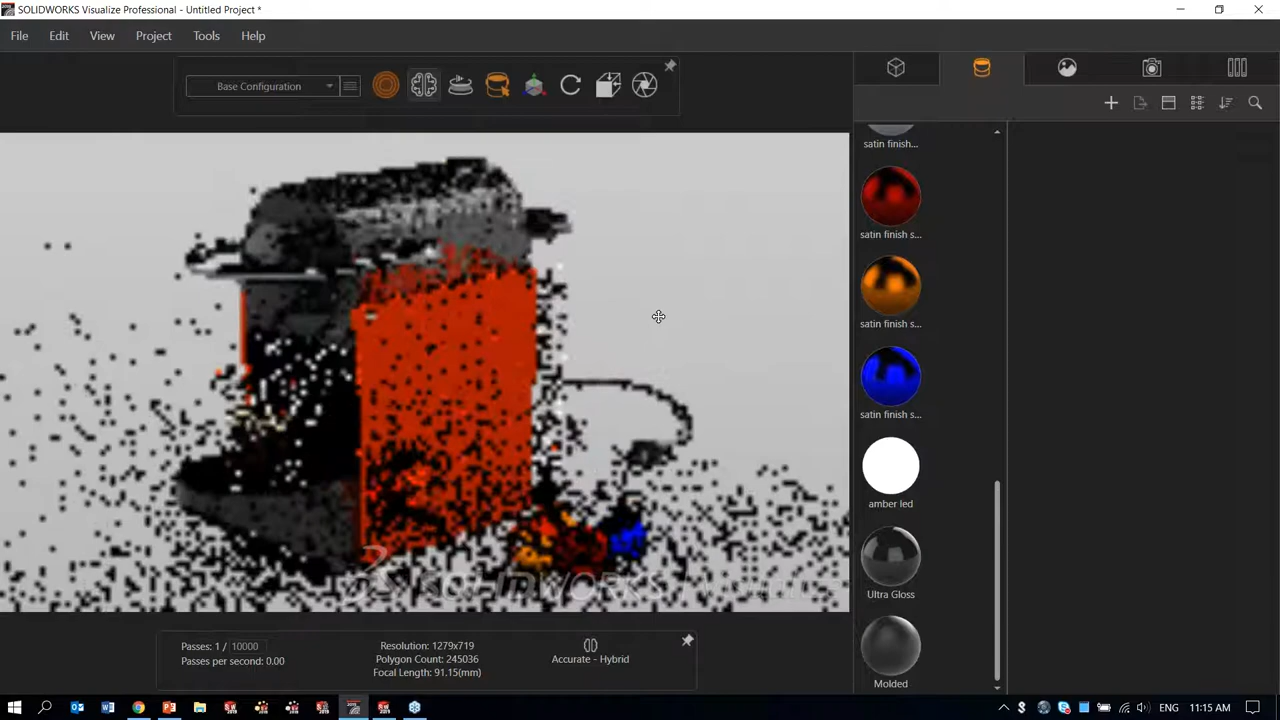 SOLIDWORKS Visualize Professional - Untitled Project *
File Edit View Project Tools Help
Base Configuration
satin finish...
satin finish s...
satin finish s...
satin finish s...
amber led
Ultra Gloss
Molded
SOLIDWORKS
Passes: 1 / 10000
Passes per second: 0.00
Resolution: 1279x719
Polygon Count: 245036
Focal Length: 91.15(mm)
Accurate - Hybrid
ENG 11:15 AM